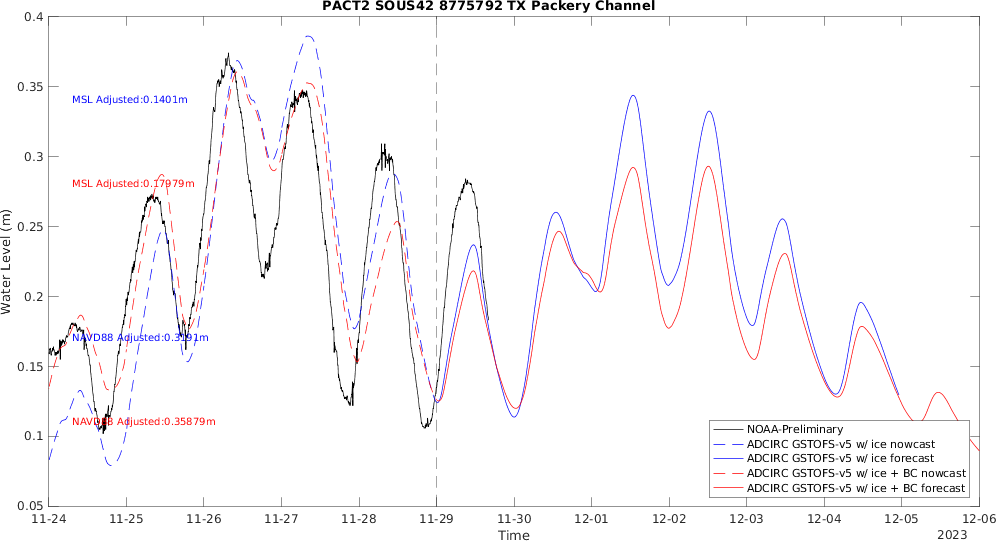 PACT2 SOUS42 8775792 TX Packery Channel
Water Level (m)
0.4
0.35
0.3
0.25
0.2
0.15
0.1
0.05
MSL Adjusted:0.1401m
MSL Adjusted:0.17979m
NAVD88 Adjusted:0.3191m
NAVD88 Adjusted:0.35879m
NOAA-Preliminary
ADCIRC GSTOFS-v5 w/ ice nowcast
ADCIRC GSTOFS-v5 w/ ice forecast
ADCIRC GSTOFS-v5 w/ ice + BC nowcast
ADCIRC GSTOFS-v5 w/ ice + BC forecast
11-24 11-25 11-26 11-27 11-28 11-29 11-30 12-01 12-02 12-03 12-04 12-05 12-06
Time
2023